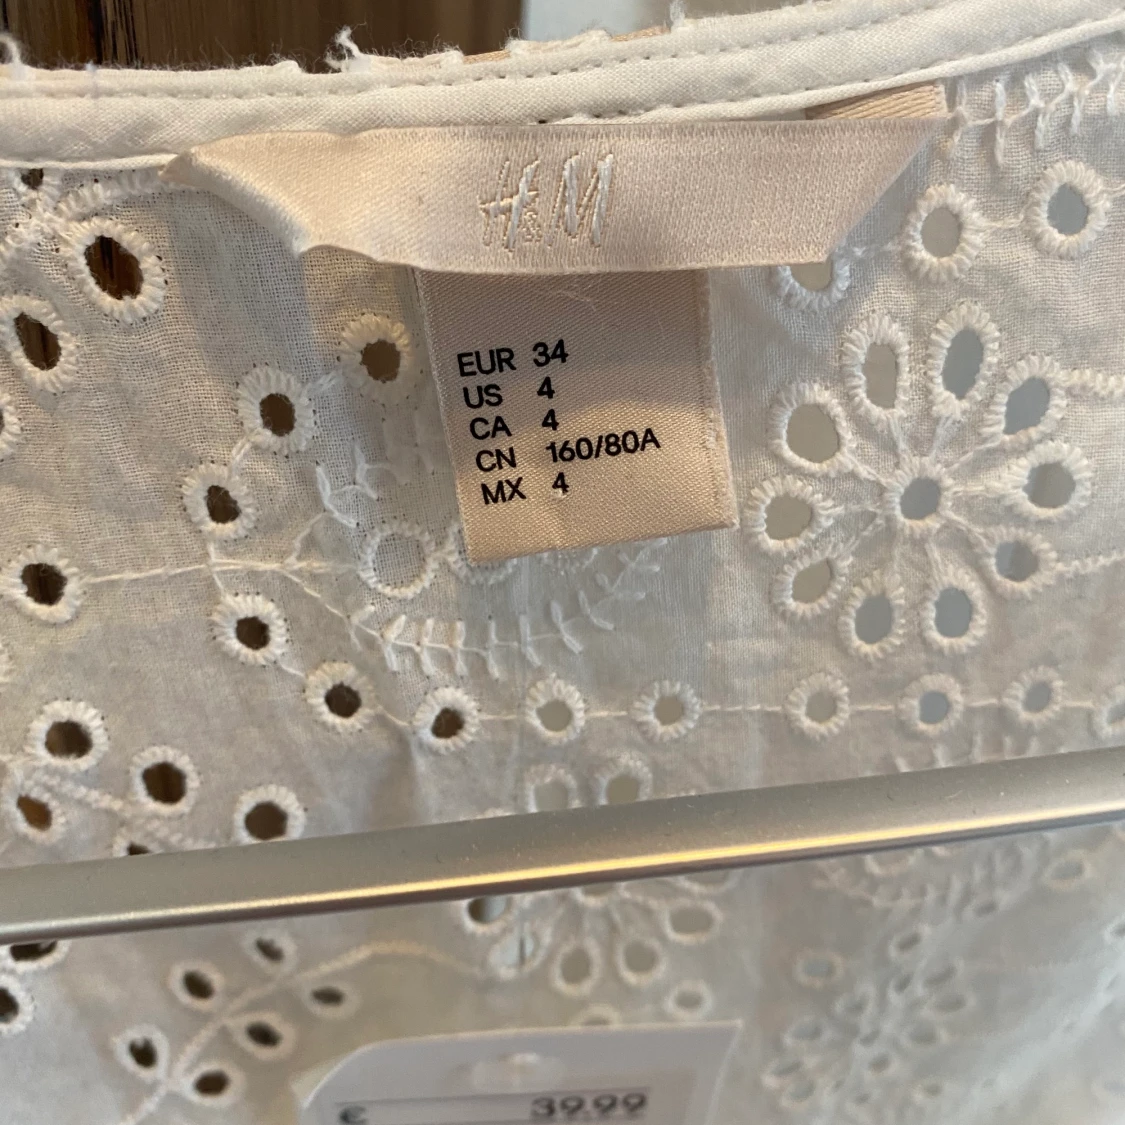 H&M
EUR 34
US 4
CA 4
CN 160/80A
MX 4
€ 39.99